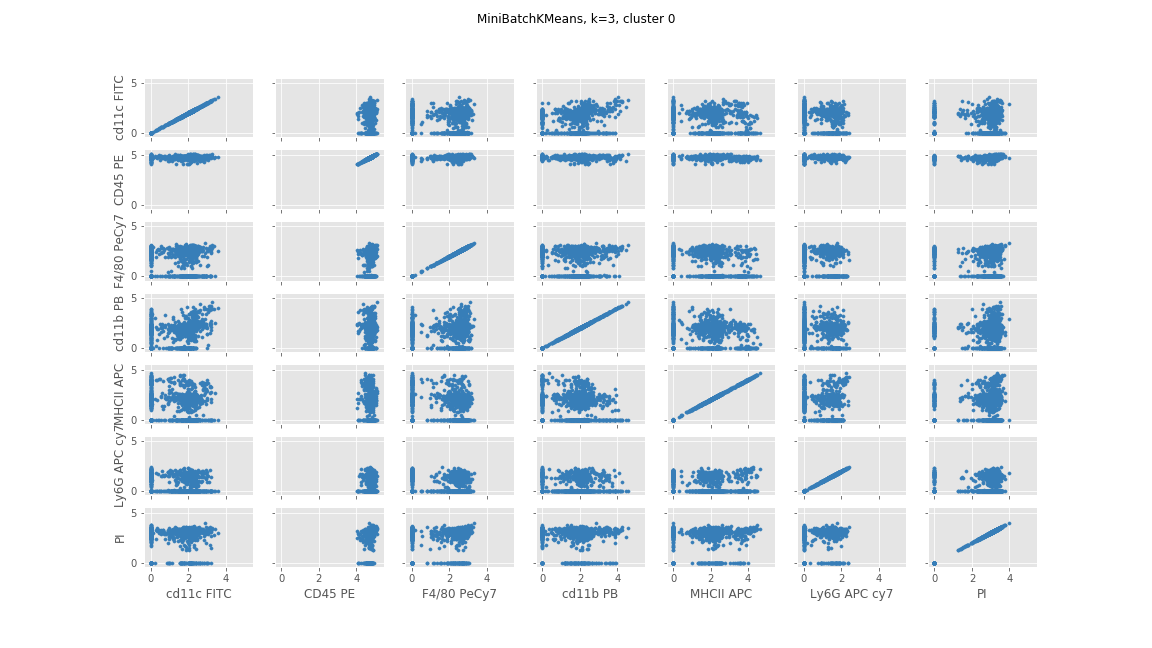 MiniBatchKMeans, k=3, cluster 0
cd11c FITC
5
0
CD45 PE
5
0
F4/80 PeCy7
5
0
cd11b PB
5
0
MHCII APC
5
0
Ly6G APC cy7
5
0
PI
5
0
0 2 4 0 2 4 0 2 4 0 2 4 0 2 4 0 2 4 0 2 4
cd11c FITC CD45 PE F4/80 PeCy7 cd11b PB MHCII APC Ly6G APC cy7 PI